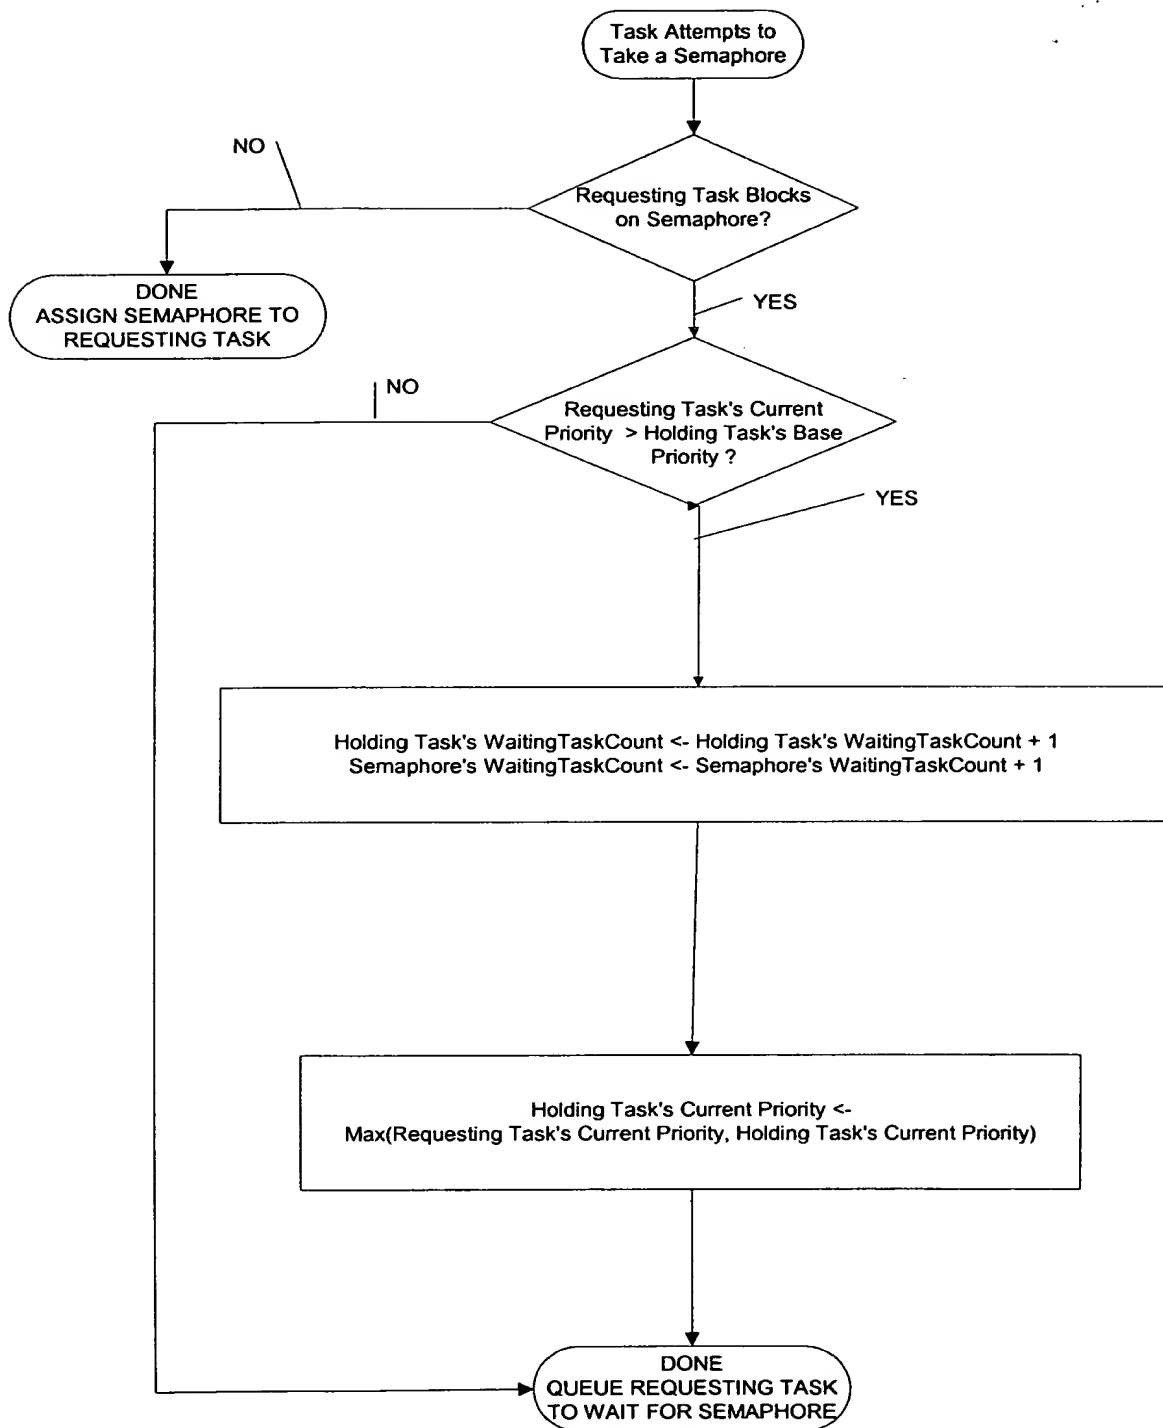 Task Attempts to
Take a Semaphore
NO
Requesting Task Blocks
on Semaphore?
YES
DONE
ASSIGN SEMAPHORE TO
REQUESTING TASK
NO
Requesting Task's Current
Priority > Holding Task's Base
Priority ?
YES
Holding Task's WaitingTaskCount <- Holding Task's WaitingTaskCount + 1
Semaphore's WaitingTaskCount <- Semaphore's WaitingTaskCount + 1
Holding Task's Current Priority <-
Max(Requesting Task's Current Priority, Holding Task's Current Priority)
DONE
QUEUE REQUESTING TASK
TO WAIT FOR SEMAPHORE